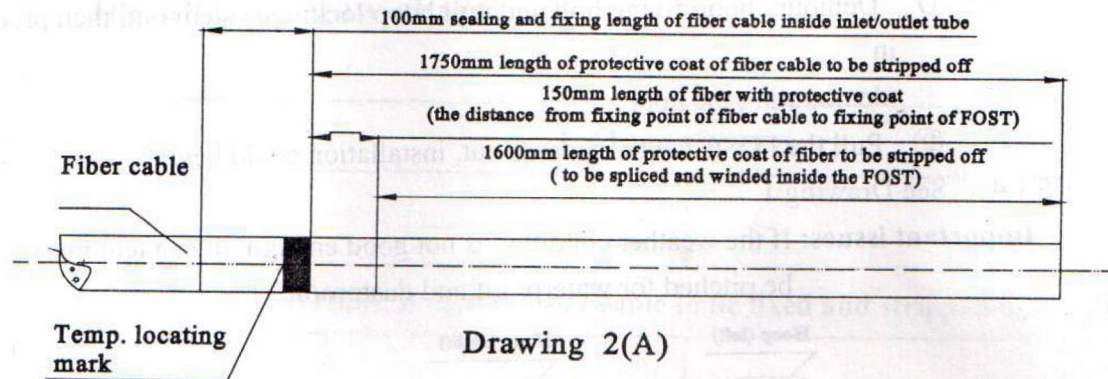 100mm sealing and fixing length of fiber cable inside inlet/outlet tube
1750mm length of protective coat of fiber cable to be stripped off
150mm length of fiber with protective coat
(the distance from fixing point of fiber cable to fixing point of FOST)
1600mm length of protective coat of fiber to be stripped off
( to be spliced and winded inside the FOST)
Fiber cable
Temp. locating
mark
Drawing 2(A)